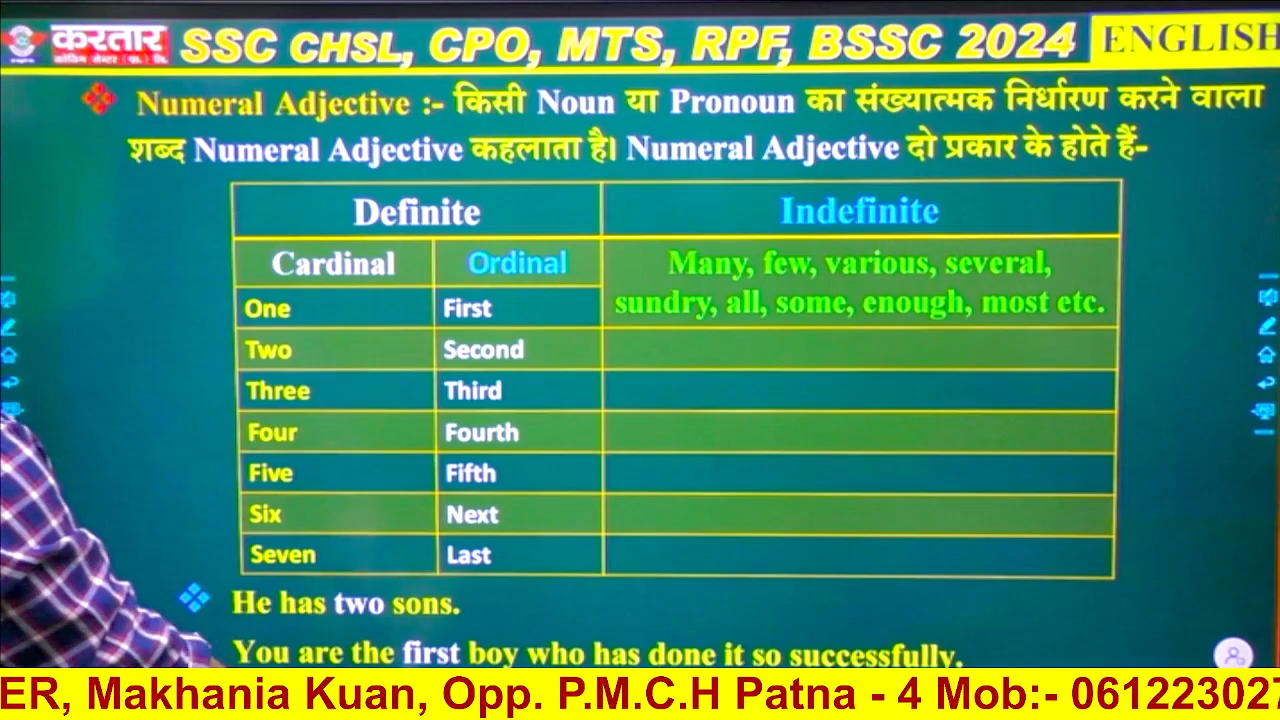 करतार SSC CHSL, CPO, MTS, RPF, BSSC 2024 ENGLISH
Numeral Adjective :- किसी Noun या Pronoun का संख्यात्मक निर्धारण करने वाला
शब्द Numeral Adjective कहलाता है। Numeral Adjective दो प्रकार के होते हैं-
Definite Indefinite
Cardinal Ordinal Many, few, various, several,
One First sundry, all, some, enough, most etc.
Two Second
Three Third
Four Fourth
Five Fifth
Six Next
Seven Last
He has two sons.
You are the first boy who has done it so successfully.
ER, Makhania Kuan, Opp. P.M.C.H Patna - 4 Mob:- 061223027